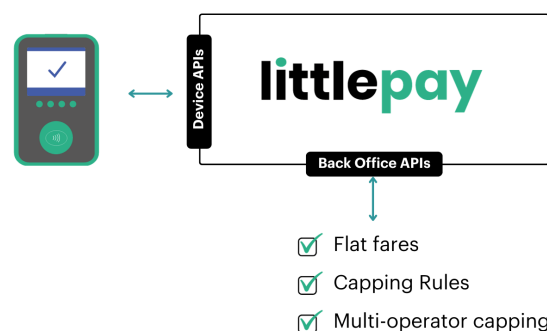 Device APIs
littlepay
Back Office APIs
Flat fares
Capping Rules
Multi-operator capping